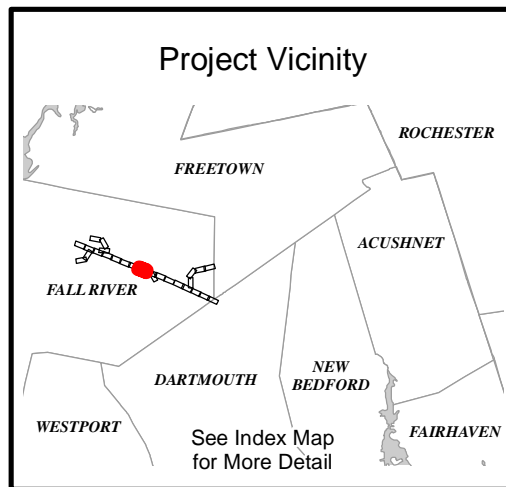 Project Vicinity
ROCHESTER
FREETOWN
ACUSHNET
FALL RIVER
DARTMOUTH
NEW
BEDFORD
WESTPORT
FAIRHAVEN
See Index Map
for More Detail